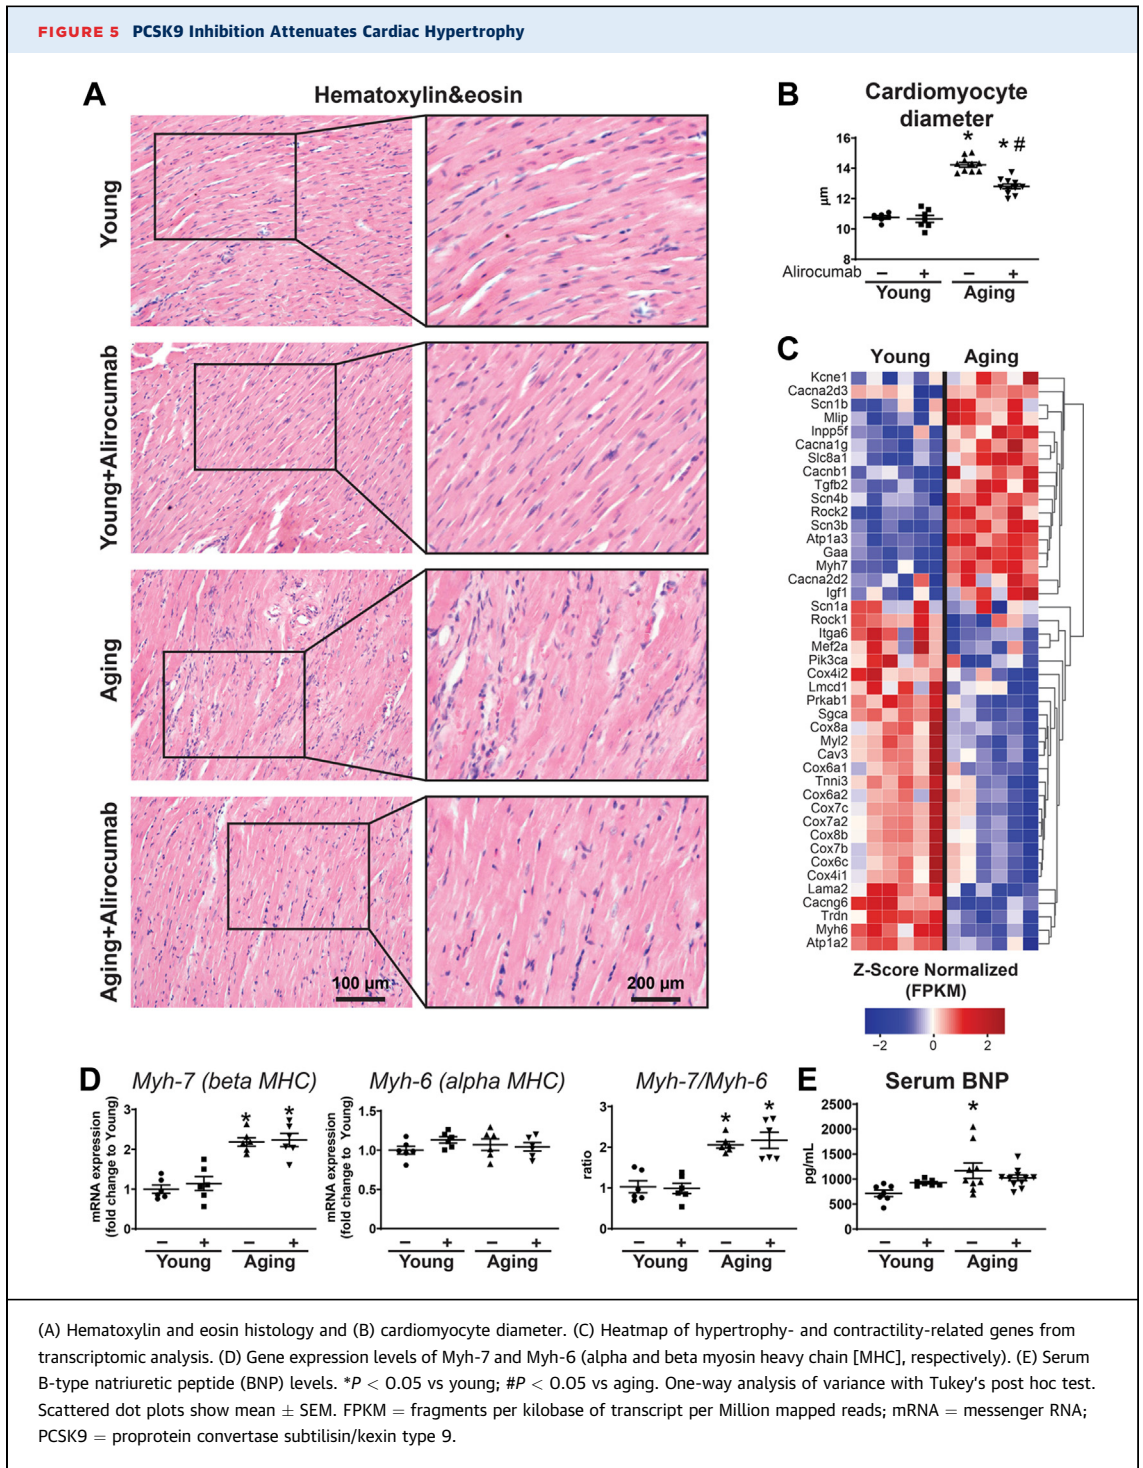 FIGURE 5 PCSK9 Inhibition Attenuates Cardiac Hypertrophy
A
Hematoxylin&eosin
Young
Young+Alirocumab
Aging
Aging+Alirocumab
100 µm
200 µm
B
Cardiomyocyte
diameter
µm
16
14
12
10
8
*
* #
Alirocumab
− + − +
Young Aging
C
Young Aging
Kcne1
Cacna2d3
Scn1b
Mlip
Inpp5f
Cacna1g
Slc8a1
Cacnb1
Tgfb2
Scn4b
Rock2
Scn3b
Atp1a3
Gaa
Myh7
Cacna2d2
Igf1
Scn1a
Rock1
Itga6
Mef2a
Pik3ca
Cox4i2
Lmcd1
Prkab1
Sgca
Cox8a
Myl2
Cav3
Cox6a1
Tnni3
Cox6a2
Cox7c
Cox7a2
Cox8b
Cox7b
Cox6c
Cox4i1
Lama2
Cacng6
Trdn
Myh6
Atp1a2
Z-Score Normalized
(FPKM)
−2 0 2
D
Myh-7 (beta MHC)
mRNA expression
(fold change to Young)
3
2
1
0
* *
− + − +
Young Aging
Myh-6 (alpha MHC)
mRNA expression
(fold change to Young)
1.5
1.0
0.5
0
− + − +
Young Aging
Myh-7/Myh-6
ratio
3
2
1
0
* *
− + − +
Young Aging
E
Serum BNP
pg/mL
2500
2000
1500
1000
500
0
*
− + − +
Young Aging
(A) Hematoxylin and eosin histology and (B) cardiomyocyte diameter. (C) Heatmap of hypertrophy- and contractility-related genes from
transcriptomic analysis. (D) Gene expression levels of Myh-7 and Myh-6 (alpha and beta myosin heavy chain [MHC], respectively). (E) Serum
B-type natriuretic peptide (BNP) levels. *P < 0.05 vs young; #P < 0.05 vs aging. One-way analysis of variance with Tukey's post hoc test.
Scattered dot plots show mean ± SEM. FPKM = fragments per kilobase of transcript per Million mapped reads; mRNA = messenger RNA;
PCSK9 = proprotein convertase subtilisin/kexin type 9.